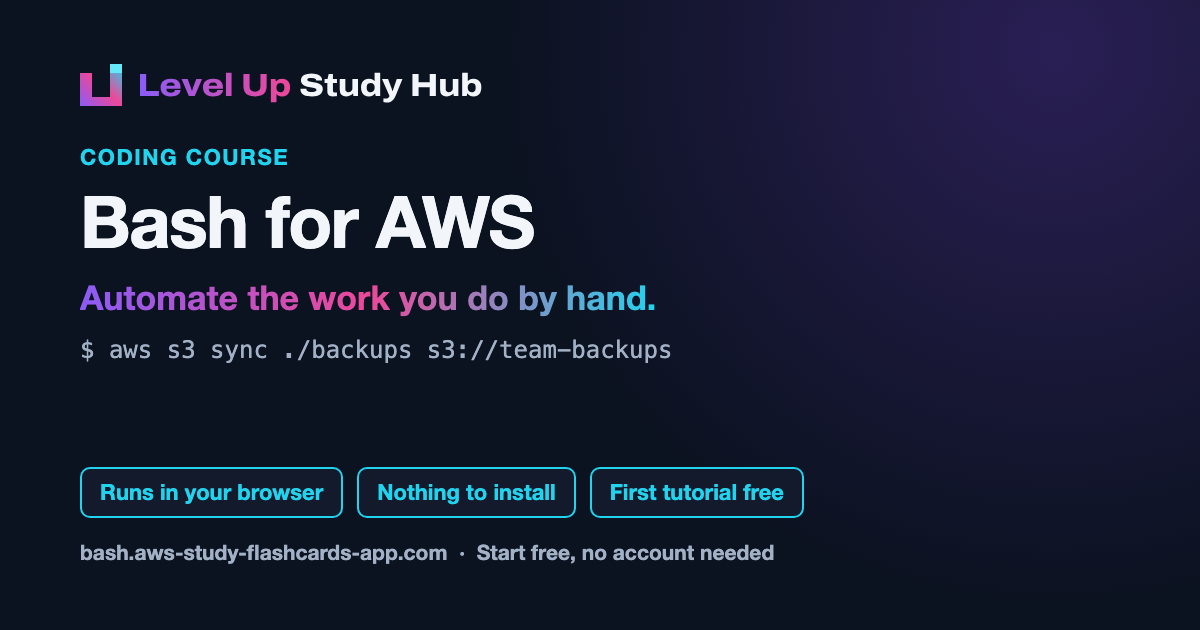 Level Up Study Hub
CODING COURSE
Bash for AWS
Automate the work you do by hand.
$ aws s3 sync ./backups s3://team-backups
Runs in your browser
Nothing to install
First tutorial free
bash.aws-study-flashcards-app.com · Start free, no account needed